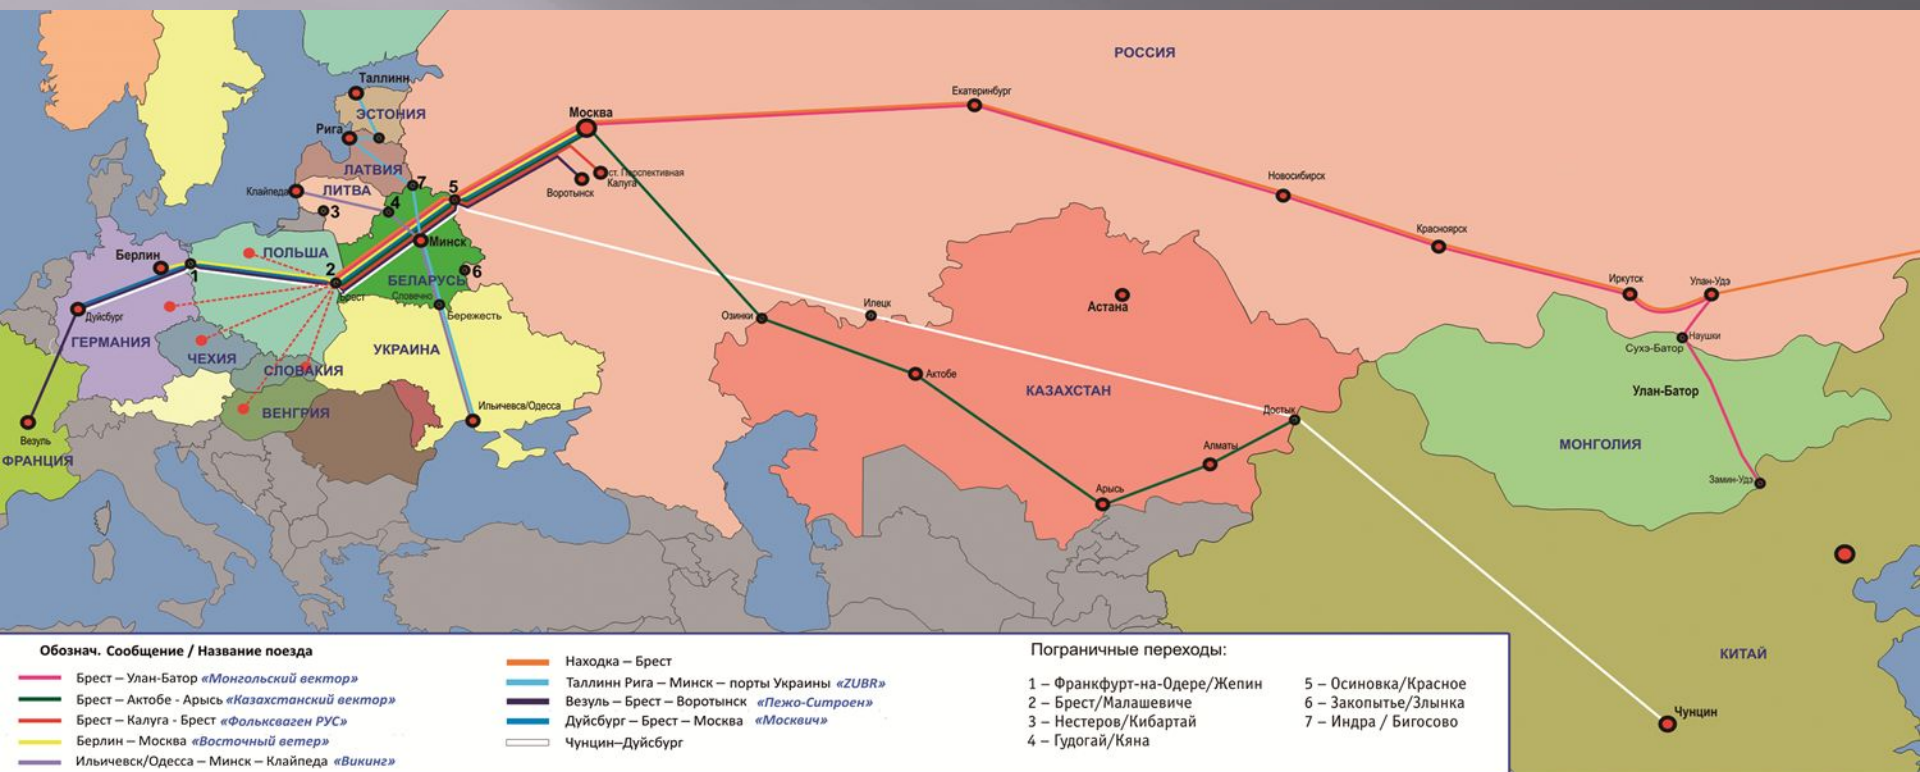 РОССИЯ
Таллинн
Екатеринбург
ЭСТОНИЯ
Москва
Рига
ЛАТВИЯ
ст. Перспективная
Калуга
Воротынск
Новосибирск
Клайпеда
ЛИТВА
7
5
3
4
Красноярск
Минск
Берлин
ПОЛЬША
1
2
6
Брест
БЕЛАРУСЬ
Словечно
Бережесть
Иркутск
Улан-Удэ
Астана
Илецк
Озинки
Дуйсбург
ГЕРМАНИЯ
ЧЕХИЯ
СЛОВАКИЯ
УКРАИНА
Наушки
Сухэ-Батор
Актобе
КАЗАХСТАН
Улан-Батор
ВЕНГРИЯ
Ильичевсв/Одесса
Достык
Везуль
ФРАНЦИЯ
Алматы
МОНГОЛИЯ
Замин-Удэ
Арысь
КИТАЙ
Чунцин
Обознач. Сообщение / Название поезда
Брест – Улан-Батор «Монгольский вектор»
Брест – Актобе - Арысь «Казахстанский вектор»
Брест – Калуга - Брест «Фольксваген РУС»
Берлин – Москва «Восточный ветер»
Ильичевск/Одесса – Минск – Клайпеда «Викинг»
Находка – Брест
Таллинн Рига – Минск – порты Украины «ZUBR»
Везуль – Брест – Воротынск «Пежо-Ситроен»
Дуйсбург – Брест – Москва «Москвич»
Чунцин–Дуйсбург
Пограничные переходы:
1 – Франкфурт-на-Одере/Жепин
2 – Брест/Малашевиче
3 – Нестеров/Кибартай
4 – Гудогай/Кяна
5 – Осиновка/Красное
6 – Закопытье/Злынка
7 – Индра / Бигосово